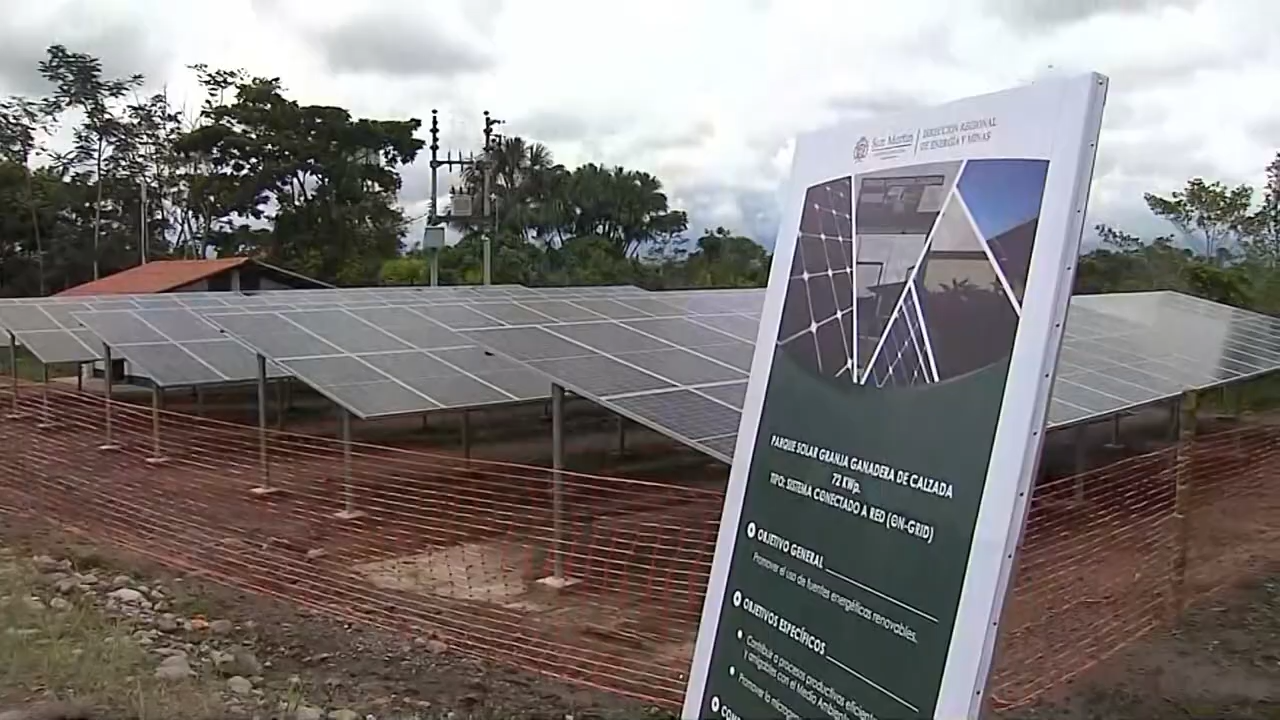 San Martín
DIRECCIÓN REGIONAL
DE ENERGÍA Y MINAS
PARQUE SOLAR GRANJA GANADERA DE CALZADA
72 KWp.
TIPO: SISTEMA CONECTADO A RED (ON-GRID)
OBJETIVO GENERAL
Promover el uso de fuentes energéticas renovables.
OBJETIVOS ESPECÍFICOS
Contribuir a procesos productivos eficientes
y amigables con el Medio Ambiente
Promover la